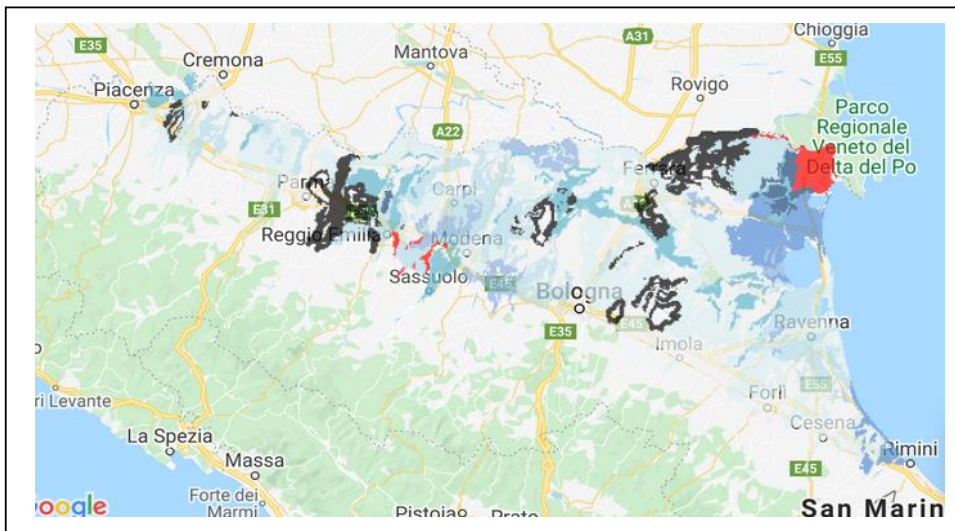 E35
Cremona
Mantova
A31
Chioggia
E55
Piacenza
Rovigo
A22
Parco
Regionale
Veneto del
Delta del Po
Ferrara
Parm
Carpi
E31
Reggio Emilia
Modena
Sassuolo
E45
Bologna
E35
E45
Ravenna
Imola
Forlì
E55
ri Levante
Cesena
La Spezia
E45
Rimini
Massa
Forte dei
Marmi
Pistoia
Prato
San Marin
oogle